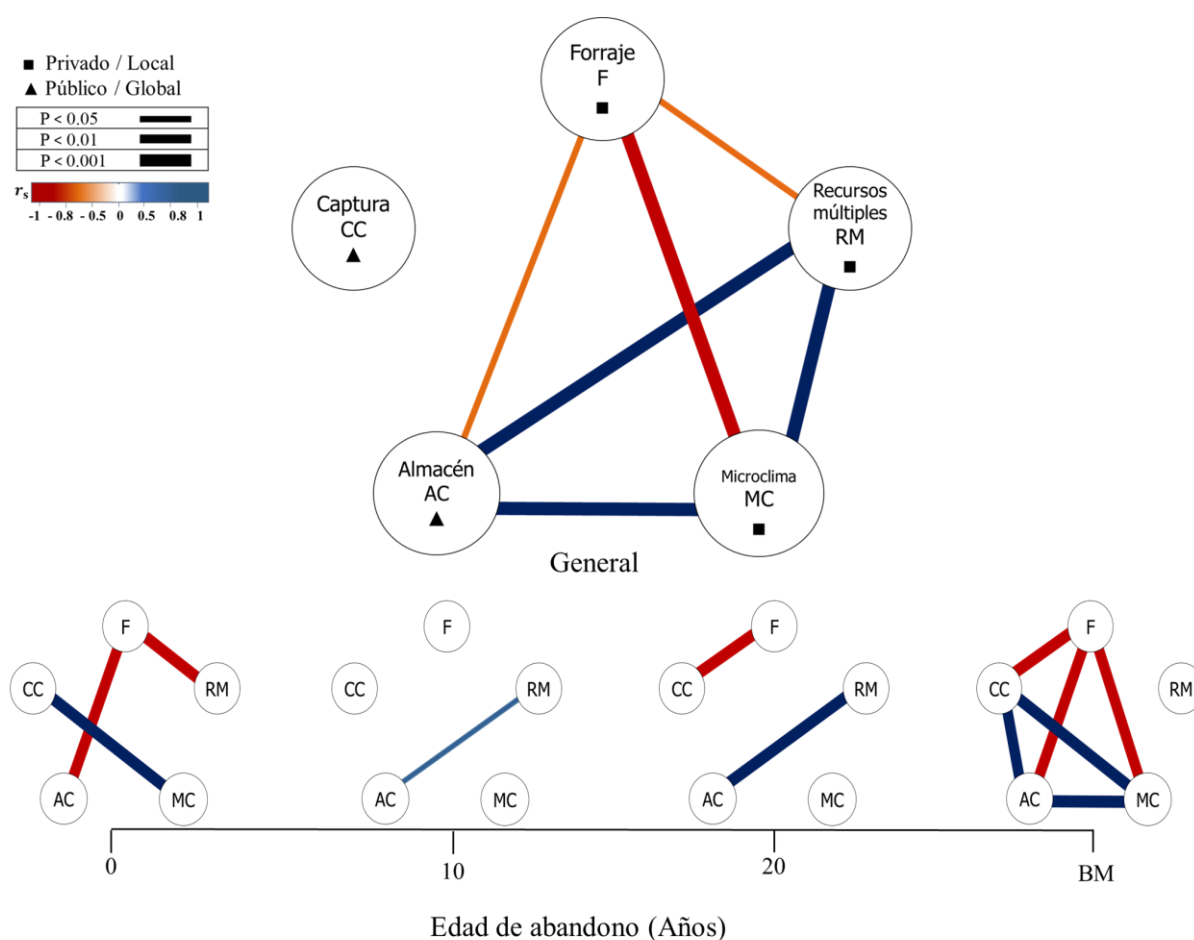 ■ Privado / Local
▲ Público / Global
P < 0.05
P < 0.01
P < 0.001
rs
-1 - 0.8 - 0.5 0 0.5 0.8 1
Forraje
F
Captura
CC
Recursos
múltiples
RM
Almacén
AC
Microclima
MC
General
F
CC
RM
AC
MC
F
CC
RM
AC
MC
F
CC
RM
AC
MC
F
CC
RM
AC
MC
0 10 20 BM
Edad de abandono (Años)